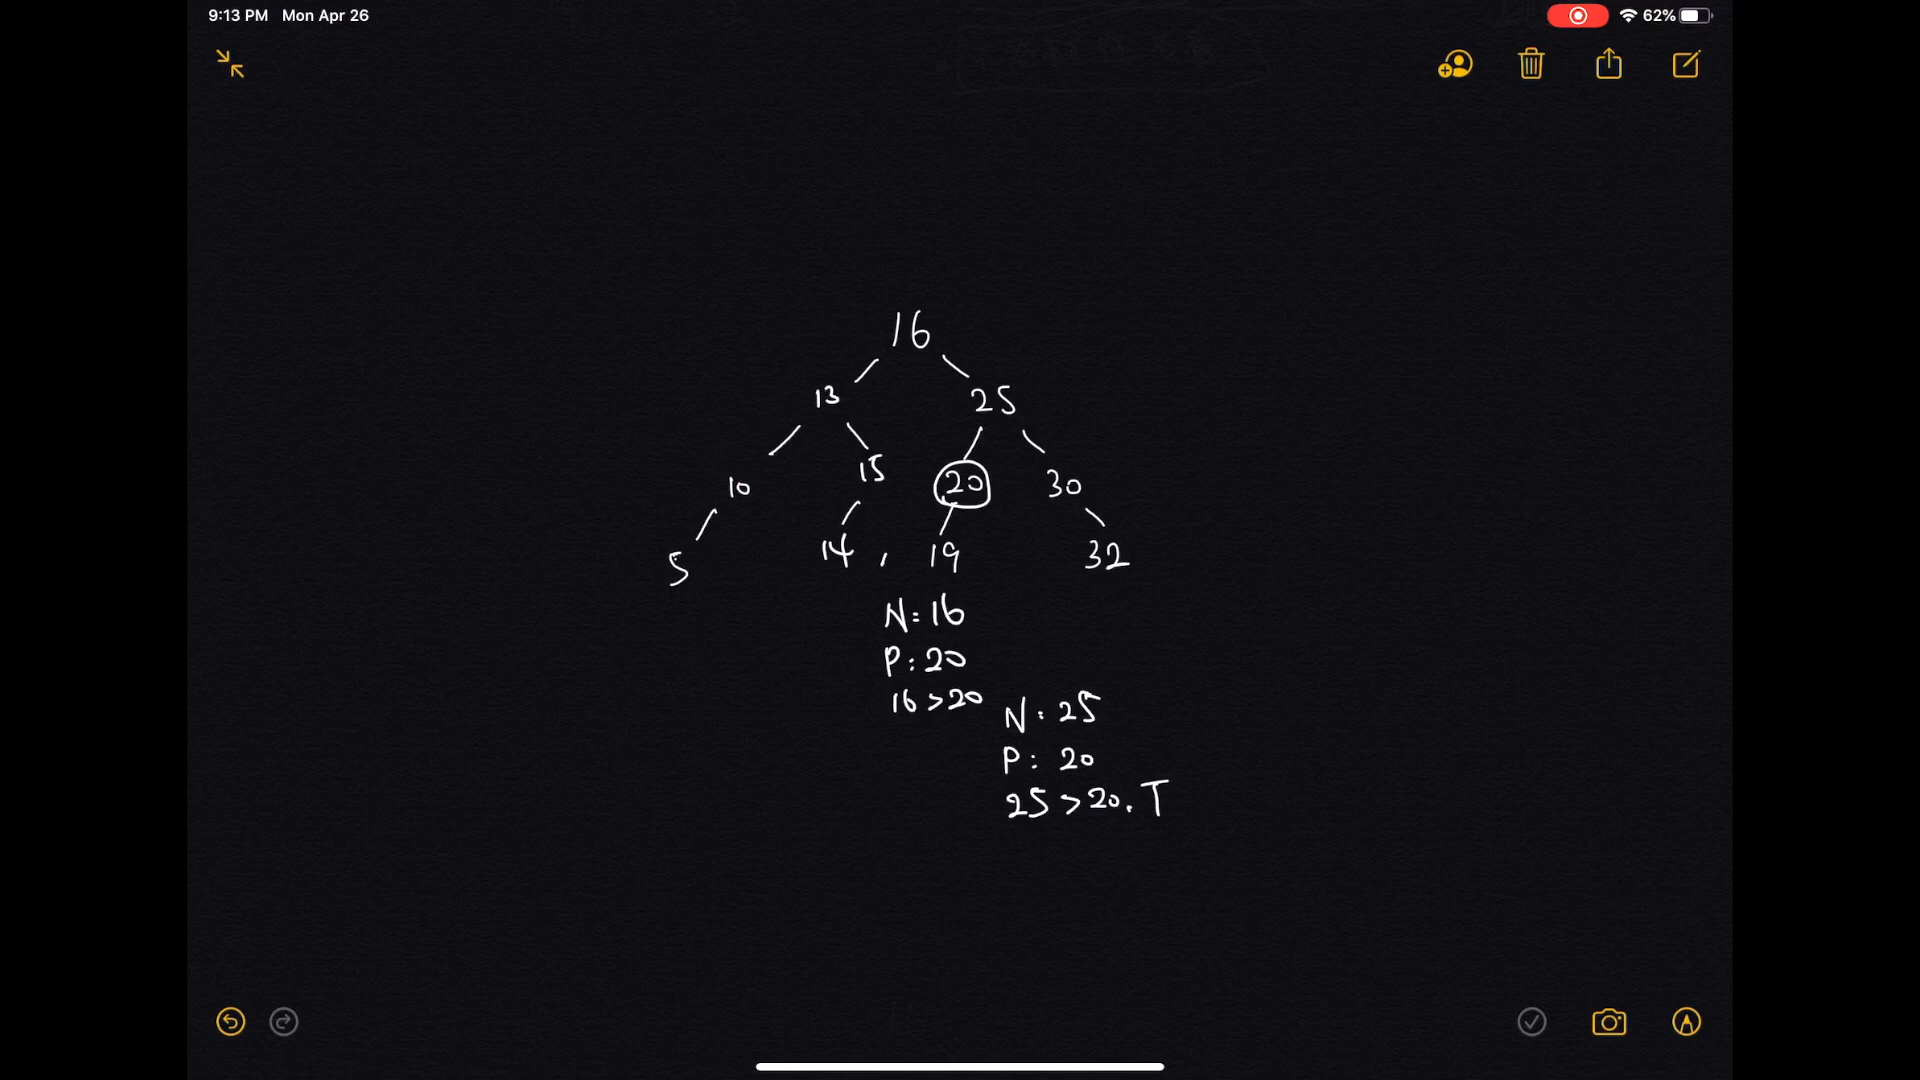 9:13 PM Mon Apr 26
62%
16
13 25
10 15 20 30
5 14 , 19 32
N: 16
P: 20
16 > 20
N: 25
P: 20
25 > 20. T